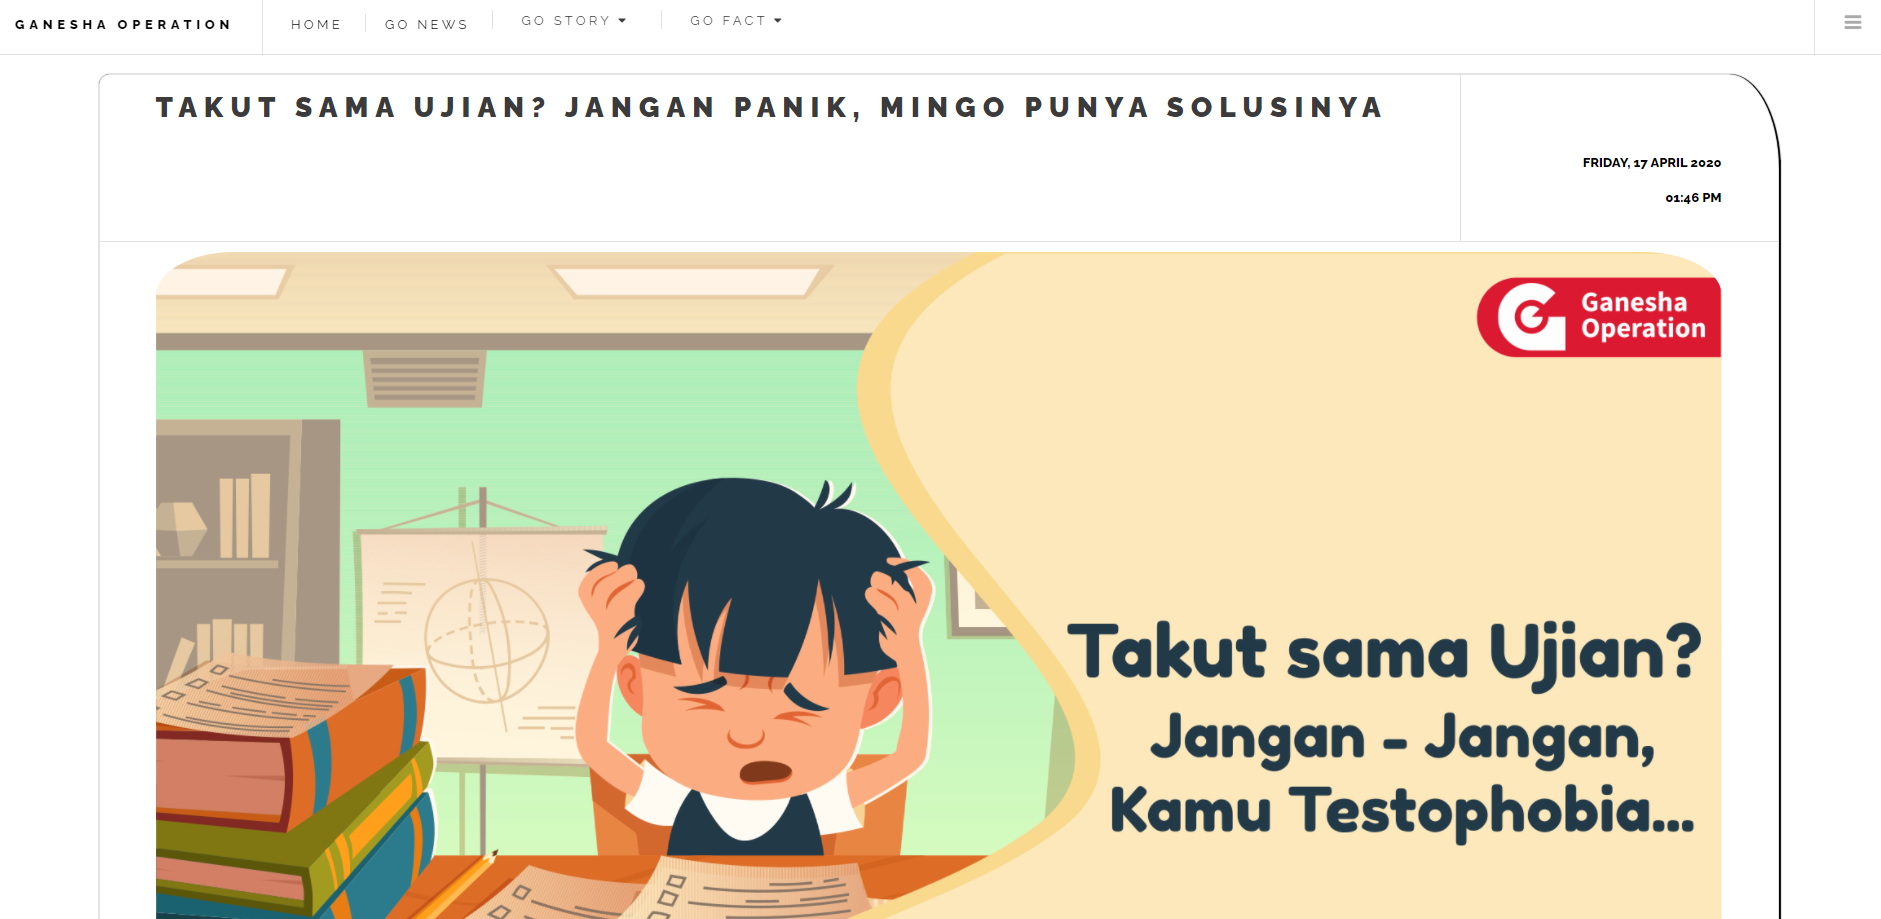 GANESHA OPERATION
HOME
GO NEWS
GO STORY
GO FACT
TAKUT SAMA UJIAN? JANGAN PANIK, MINGO PUNYA SOLUSINYA
FRIDAY, 17 APRIL 2020
01:46 PM
Ganesha
Operation
Takut sama Ujian?
Jangan - Jangan,
Kamu Testophobia...